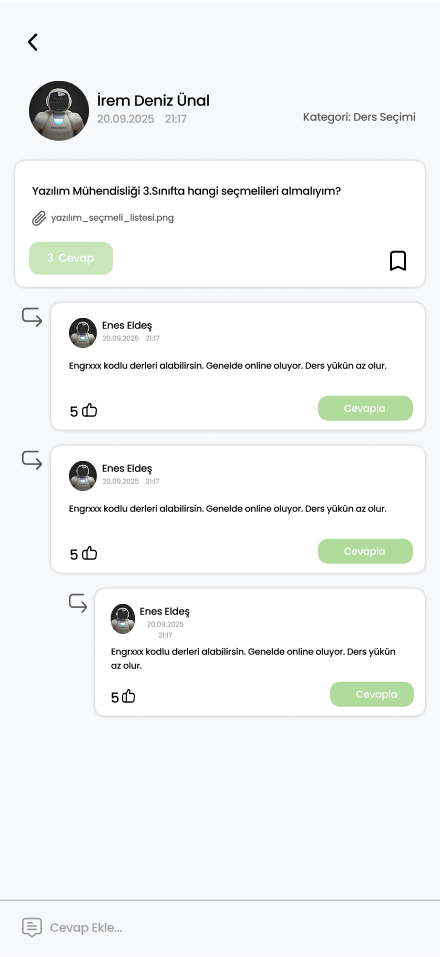 İrem Deniz Ünal
20.09.2025 21:17
Kategori: Ders Seçimi
Yazılım Mühendisliği 3.Sınıfta hangi seçmelileri almalıyım?
yazılım_seçmeli_listesi.png
3 Cevap
Enes Eldeş
20.09.2025 21:17
Engrxxx kodlu derleri alabilirsin. Genelde online oluyor. Ders yükün az olur.
5
Cevapla
Enes Eldeş
20.09.2025 21:17
Engrxxx kodlu derleri alabilirsin. Genelde online oluyor. Ders yükün az olur.
5
Cevapla
Enes Eldeş
20.09.2025
21:17
Engrxxx kodlu derleri alabilirsin. Genelde online oluyor. Ders yükün
az olur.
5
Cevapla
Cevap Ekle...